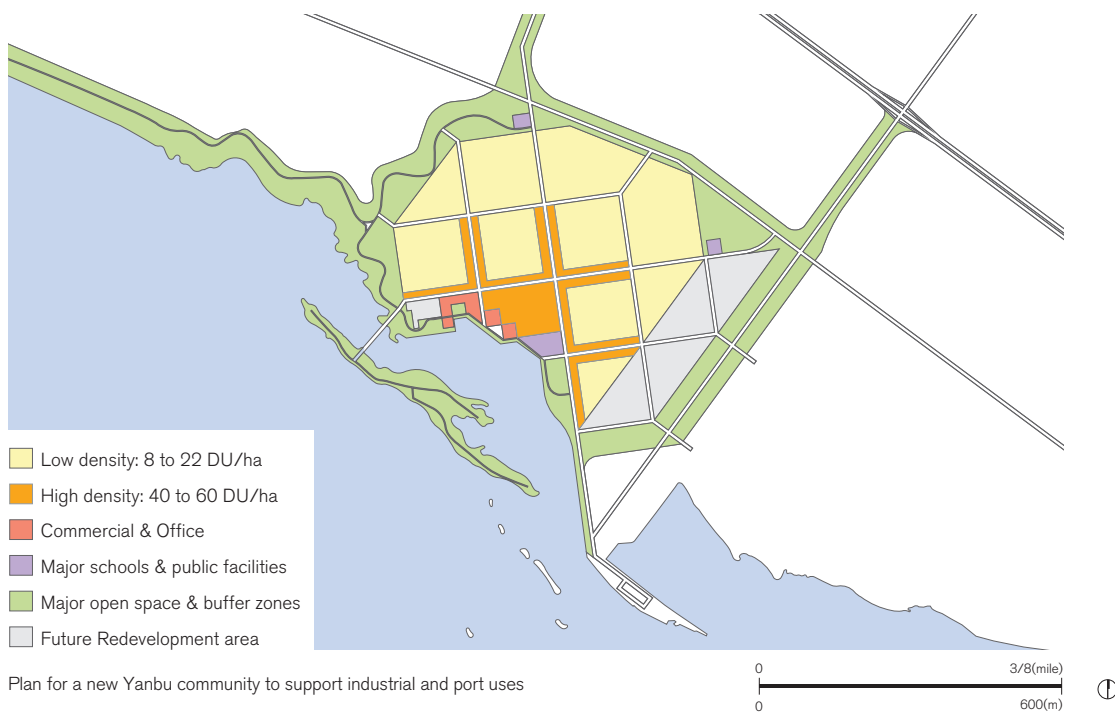 Low density: 8 to 22 DU/ha
High density: 40 to 60 DU/ha
Commercial & Office
Major schools & public facilities
Major open space & buffer zones
Future Redevelopment area
Plan for a new Yanbu community to support industrial and port uses
0 3/8(mile)
0 600(m)